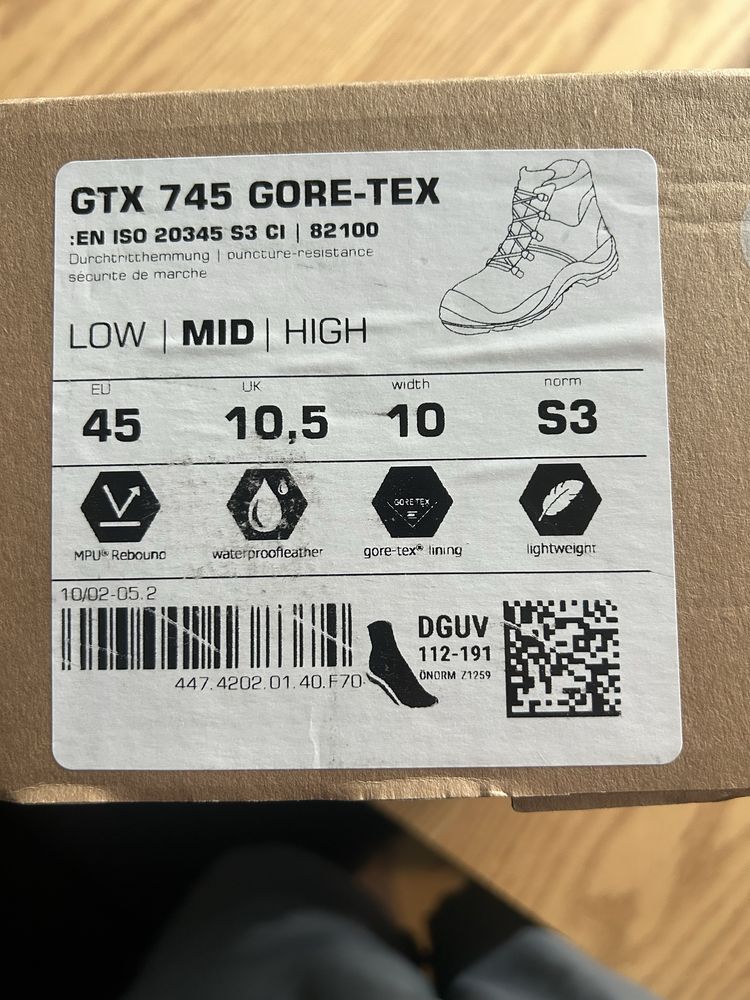 GTX 745 GORE-TEX
:EN ISO 20345 S3 CI | 82100
Durchtritthemmung | puncture-resistance
sécurité de marche
LOW | MID | HIGH
EU UK width norm
45 10,5 10 S3
GORE TEX
MPU® Rebound waterproofleather gore-tex® lining lightweight
10/02-05.2
447.4202.01.40.F70
DGUV
112-191
ÖNORM Z1259